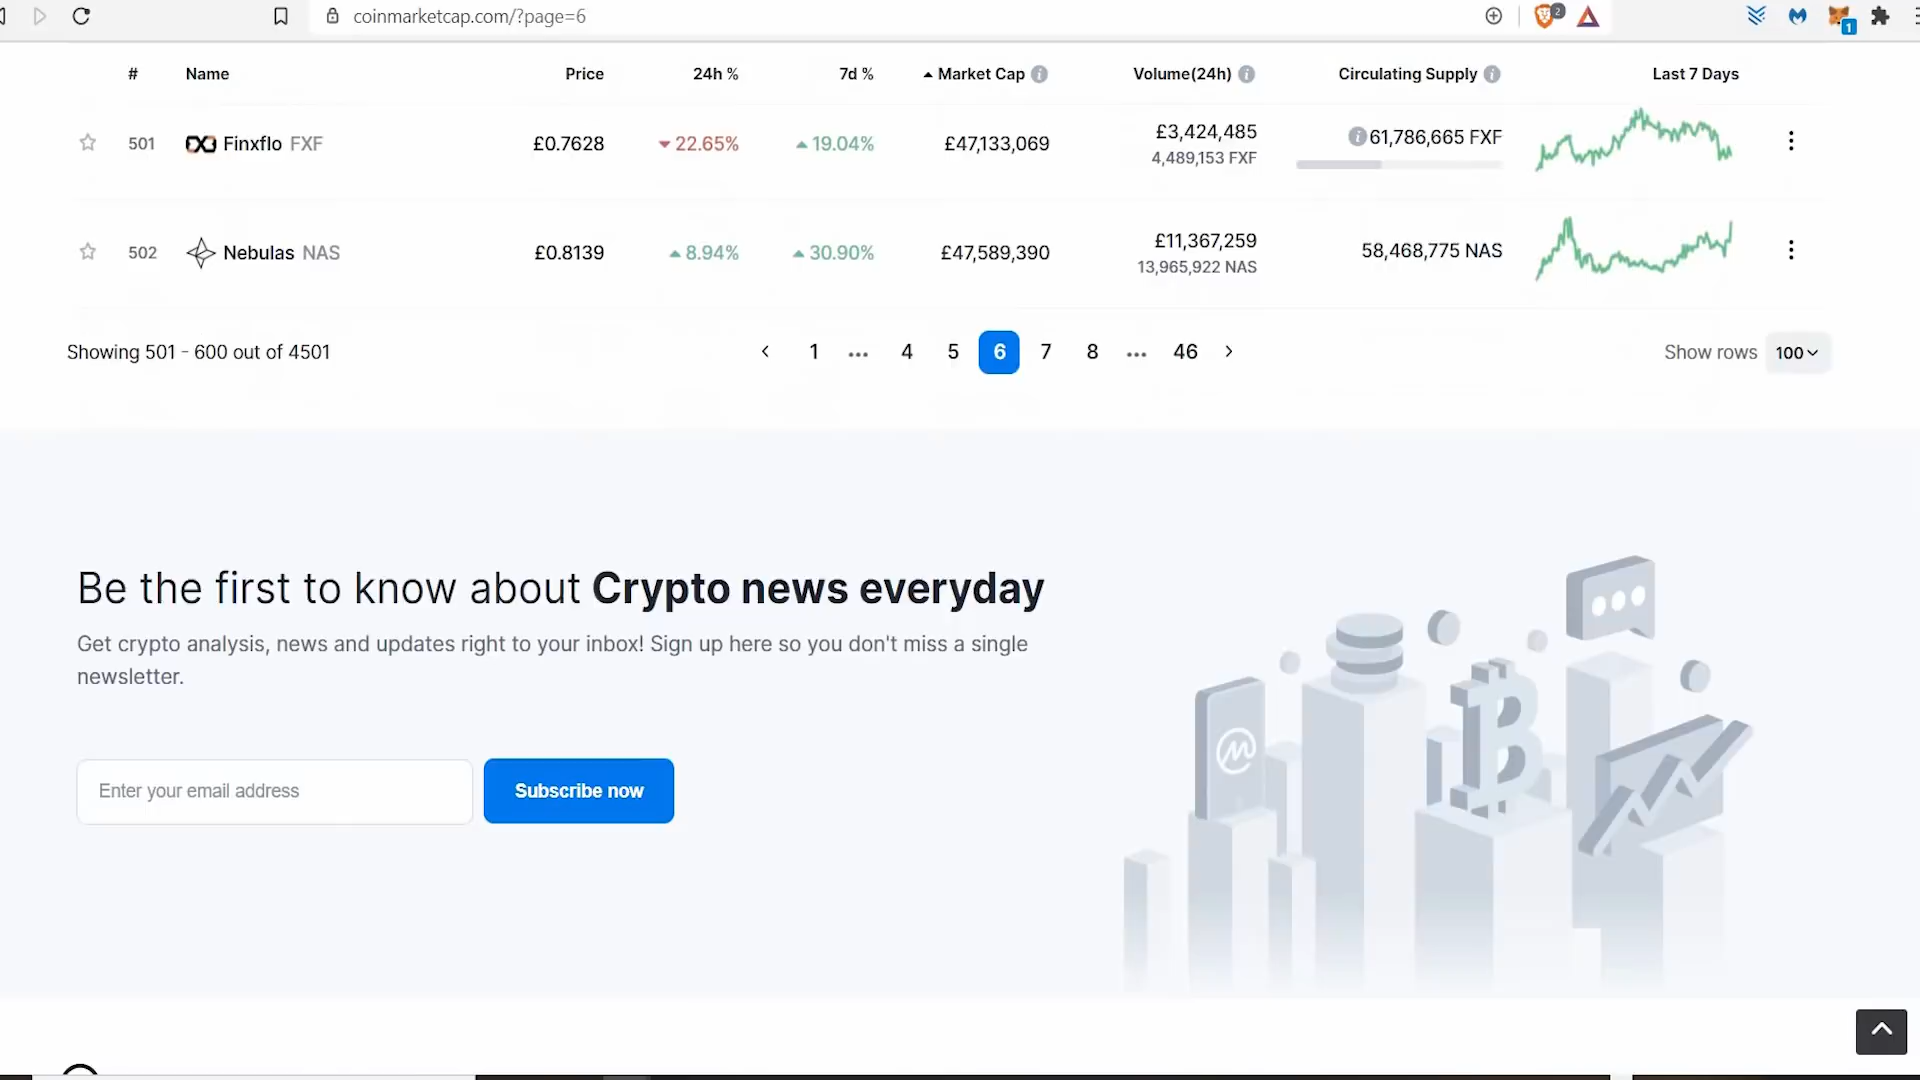 coinmarketcap.com/?page=6
2
1
# Name Price 24h % 7d % Market Cap Volume(24h) Circulating Supply Last 7 Days
501 Finxflo FXF £0.7628 22.65% 19.04% £47,133,069 £3,424,485 61,786,665 FXF
4,489,153 FXF
502 Nebulas NAS £0.8139 8.94% 30.90% £47,589,390 £11,367,259 58,468,775 NAS
13,965,922 NAS
Showing 501 - 600 out of 4501 1 ... 4 5 6 7 8 ... 46 Show rows 100
Be the first to know about Crypto news everyday
Get crypto analysis, news and updates right to your inbox! Sign up here so you don't miss a single
newsletter.
Enter your email address Subscribe now